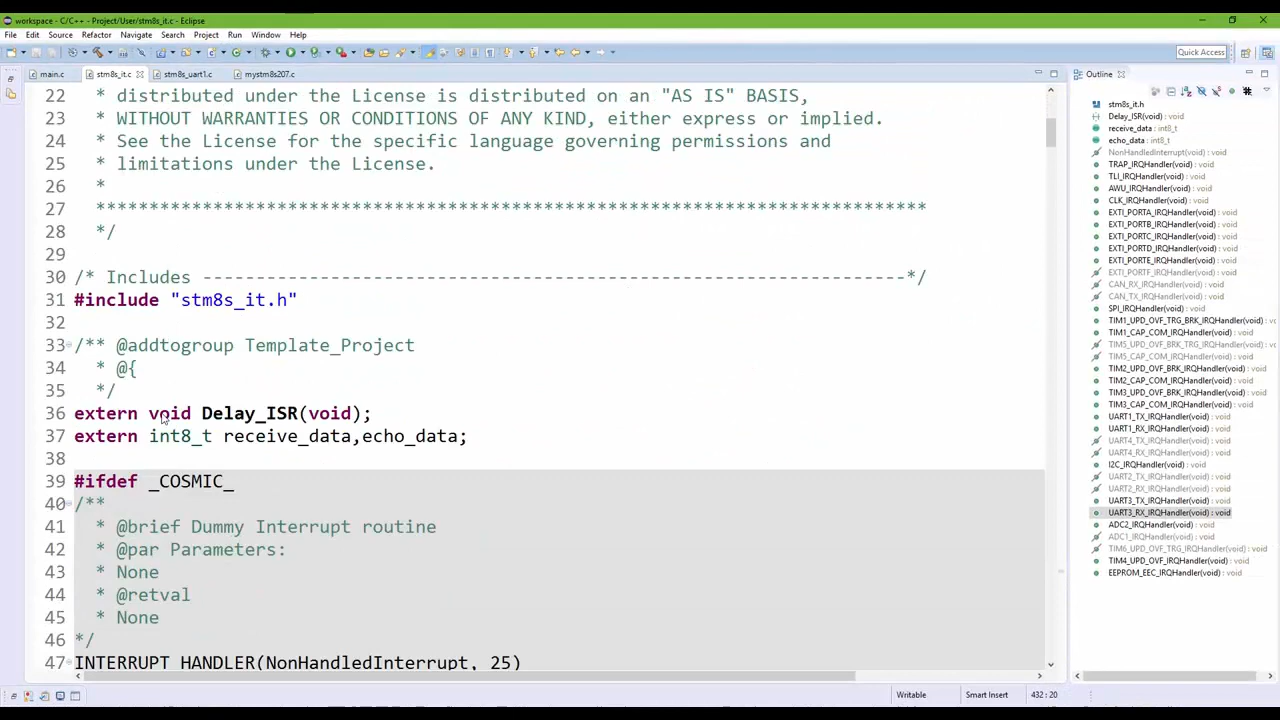 workspace - C/C++ - Project/User/stm8s_it.c - Eclipse
File Edit Source Refactor Navigate Search Project Run Window Help
Quick Access
main.c
stm8s_it.c
stm8s_uart1.c
mystm8s207.c
22 * distributed under the License is distributed on an "AS IS" BASIS,
23 * WITHOUT WARRANTIES OR CONDITIONS OF ANY KIND, either express or implied.
24 * See the License for the specific language governing permissions and
25 * limitations under the License.
26 *
27 ****************************************************************************
28 */
29
30 /* Includes ------------------------------------------------------------------*/
31 #include "stm8s_it.h"
32
33 /** @addtogroup Template_Project
34 * @{
35 */
36 extern void Delay_ISR(void);
37 extern int8_t receive_data,echo_data;
38
39 #ifdef _COSMIC_
40 /**
41 * @brief Dummy Interrupt routine
42 * @par Parameters:
43 * None
44 * @retval
45 * None
46 */
47 INTERRUPT_HANDLER(NonHandledInterrupt, 25)
Outline
stm8s_it.h
Delay_ISR(void) : void
receive_data : int8_t
echo_data : int8_t
NonHandledInterrupt(void) : void
TRAP_IRQHandler(void) : void
TLI_IRQHandler(void) : void
AWU_IRQHandler(void) : void
CLK_IRQHandler(void) : void
EXTI_PORTA_IRQHandler(void) : void
EXTI_PORTB_IRQHandler(void) : void
EXTI_PORTC_IRQHandler(void) : void
EXTI_PORTD_IRQHandler(void) : void
EXTI_PORTE_IRQHandler(void) : void
EXTI_PORTF_IRQHandler(void) : void
CAN_RX_IRQHandler(void) : void
CAN_TX_IRQHandler(void) : void
SPI_IRQHandler(void) : void
TIM1_UPD_OVF_TRG_BRK_IRQHandler(void) : v
TIM1_CAP_COM_IRQHandler(void) : void
TIM5_UPD_OVF_BRK_TRG_IRQHandler(void) : v
TIM5_CAP_COM_IRQHandler(void) : void
TIM2_UPD_OVF_BRK_IRQHandler(void) : void
TIM2_CAP_COM_IRQHandler(void) : void
TIM3_UPD_OVF_BRK_IRQHandler(void) : void
TIM3_CAP_COM_IRQHandler(void) : void
UART1_TX_IRQHandler(void) : void
UART1_RX_IRQHandler(void) : void
UART4_TX_IRQHandler(void) : void
UART4_RX_IRQHandler(void) : void
I2C_IRQHandler(void) : void
UART2_TX_IRQHandler(void) : void
UART2_RX_IRQHandler(void) : void
UART3_TX_IRQHandler(void) : void
UART3_RX_IRQHandler(void) : void
ADC2_IRQHandler(void) : void
ADC1_IRQHandler(void) : void
TIM6_UPD_OVF_TRG_IRQHandler(void) : void
TIM4_UPD_OVF_IRQHandler(void) : void
EEPROM_EEC_IRQHandler(void) : void
Writable
Smart Insert
432 : 20